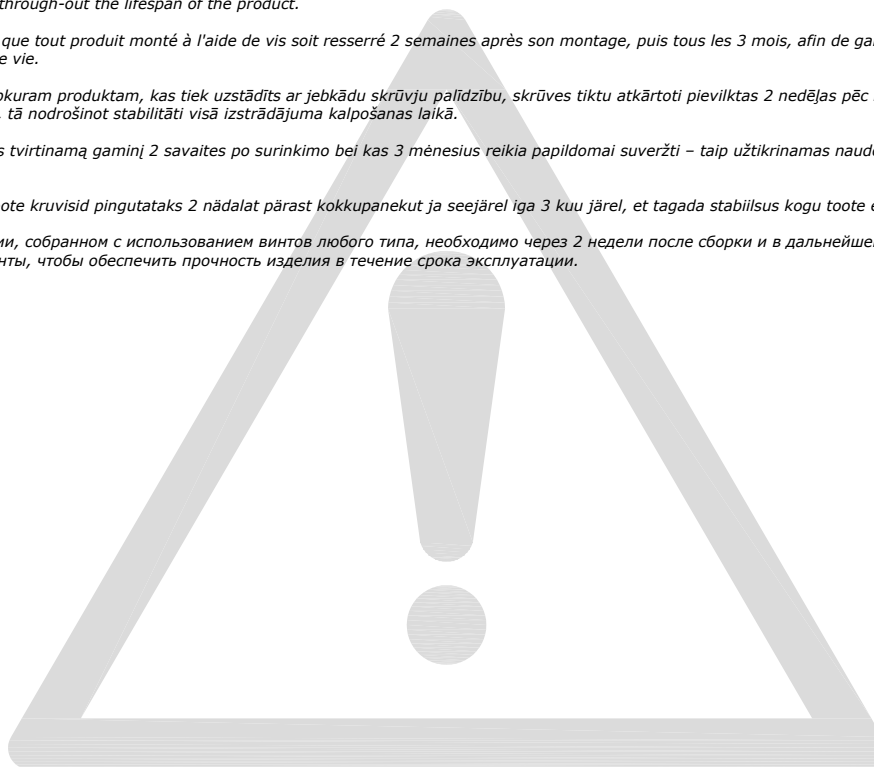 through-out the lifespan of the product.
que tout produit monté à l'aide de vis soit resserré 2 semaines après son montage, puis tous les 3 mois, afin de
e vie.
okuram produktam, kas tiek uzstādīts ar jebkādu skrūvju palīdzību, skrūves tiktu atkārtoti pievilktas 2 nedēļas pēc
, tā nodrošinot stabilitāti visā izstrādājuma kalpošanas laikā.
s tvirtinamą gaminį 2 savaites po surinkimo bei kas 3 mėnesius reikia papildomai suveržti – taip užtikrinamas
ote kruvisid pingutataks 2 nädalat pärast kokkupanekut ja seejärel iga 3 kuu järel, et tagada stabiilsus kogu toote
ии, собранном с использованием винтов любого типа, необходимо через 2 недели после сборки и в
нты, чтобы обеспечить прочность изделия в течение срока эксплуатации.